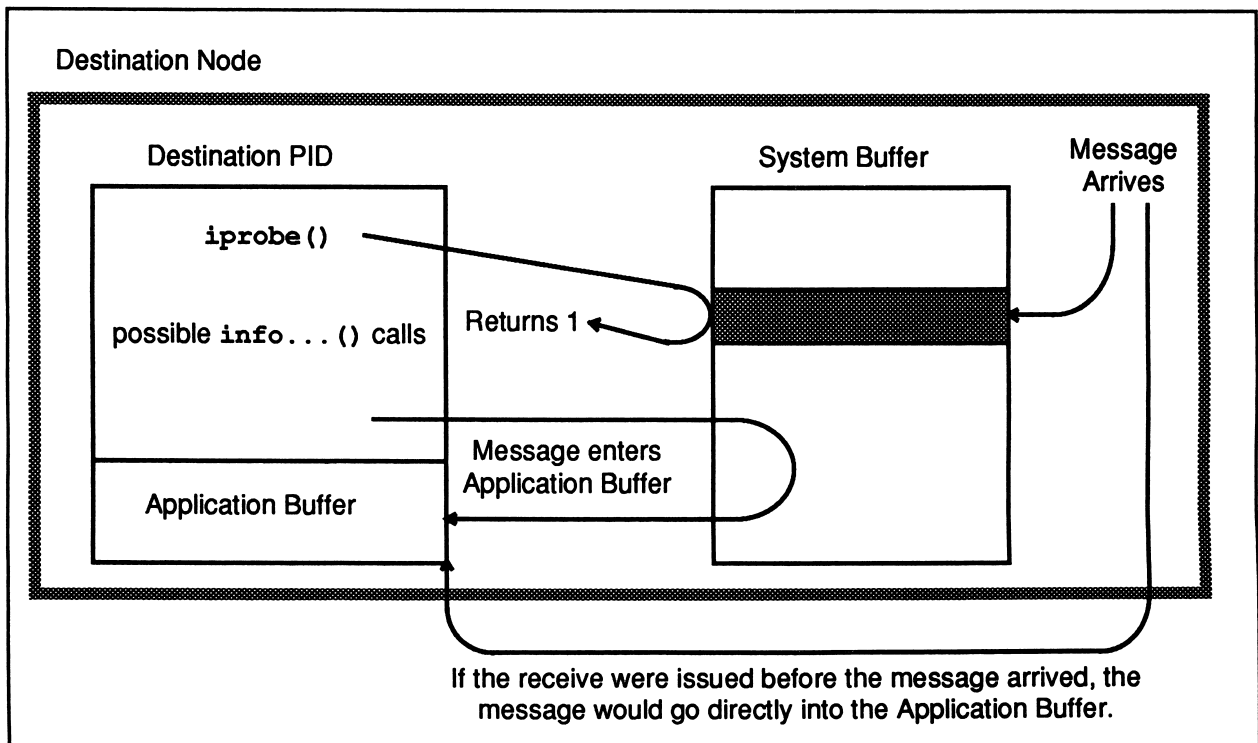 Destination Node
Destination PID
System Buffer
Message
Arrives
iprobe()
Returns 1
possible info...() calls
Message enters
Application Buffer
Application Buffer
If the receive were issued before the message arrived, the
message would go directly into the Application Buffer.